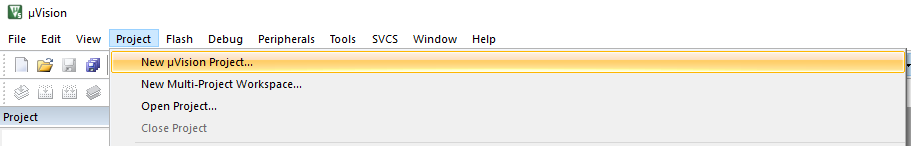 µVision
File Edit View Project Flash Debug Peripherals Tools SVCS Window Help
New µVision Project...
New Multi-Project Workspace...
Open Project...
Project
Close Project